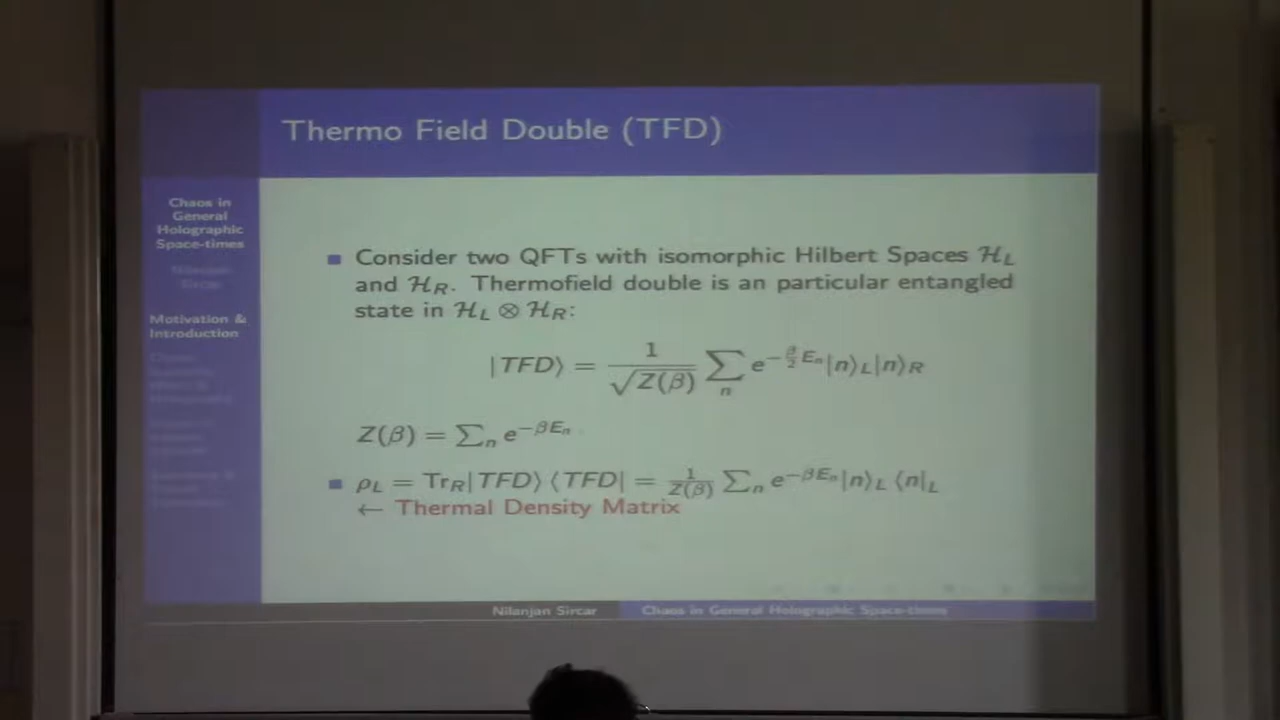 Thermo Field Double (TFD)
Chaos in
General
Holographic
Space-times
Nilanjan
Sircar
Motivation &
Introduction
Consider two QFTs with isomorphic Hilbert Spaces ℋ_L
and ℋ_R. Thermofield double is an particular entangled
state in ℋ_L ⊗ ℋ_R:
|TFD⟩ = 1/√Z(β) ∑_n e^{−β/2 E_n} |n⟩_L |n⟩_R
Z(β) = ∑_n e^{−βE_n}
ρ_L = Tr_R |TFD⟩ ⟨TFD| = 1/Z(β) ∑_n e^{−βE_n} |n⟩_L ⟨n|_L
← Thermal Density Matrix
Nilanjan Sircar
Chaos in General Holographic Space-times